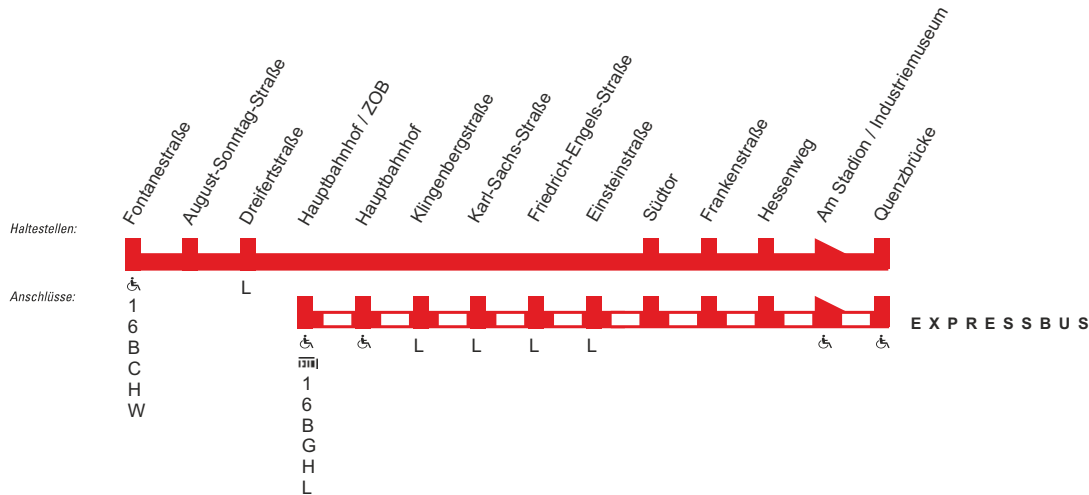 Fontanestraße
August-Sonntag-Straße
Dreifertstraße
Hauptbahnhof / ZOB
Hauptbahnhof
Klingenbergstraße
Karl-Sachs-Straße
Friedrich-Engels-Straße
Einsteinstraße
Südtor
Frankenstraße
Hessenweg
Am Stadion / Industriemuseum
Quenzbrücke
Haltestellen:
L
1
6
B
C
H
W
Anschlüsse:
EXPRESSBUS
L
L
L
L
1
6
B
G
H
L